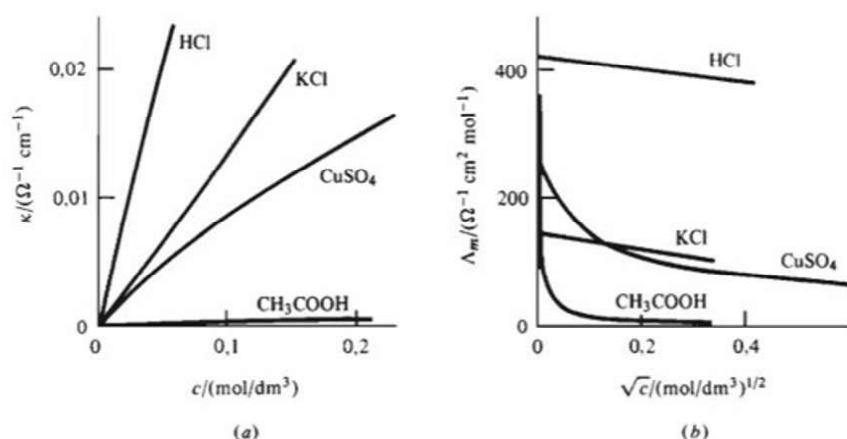 HCl
0,02
KCl
κ/(Ω⁻¹ cm⁻¹)
0,01
CuSO₄
CH₃COOH
0
0
0,1
0,2
c/(mol/dm³)
(a)
400
HCl
Λₘ/(Ω⁻¹ cm² mol⁻¹)
200
KCl
CuSO₄
CH₃COOH
0
0
0,2
0,4
√c/(mol/dm³)¹/²
(b)